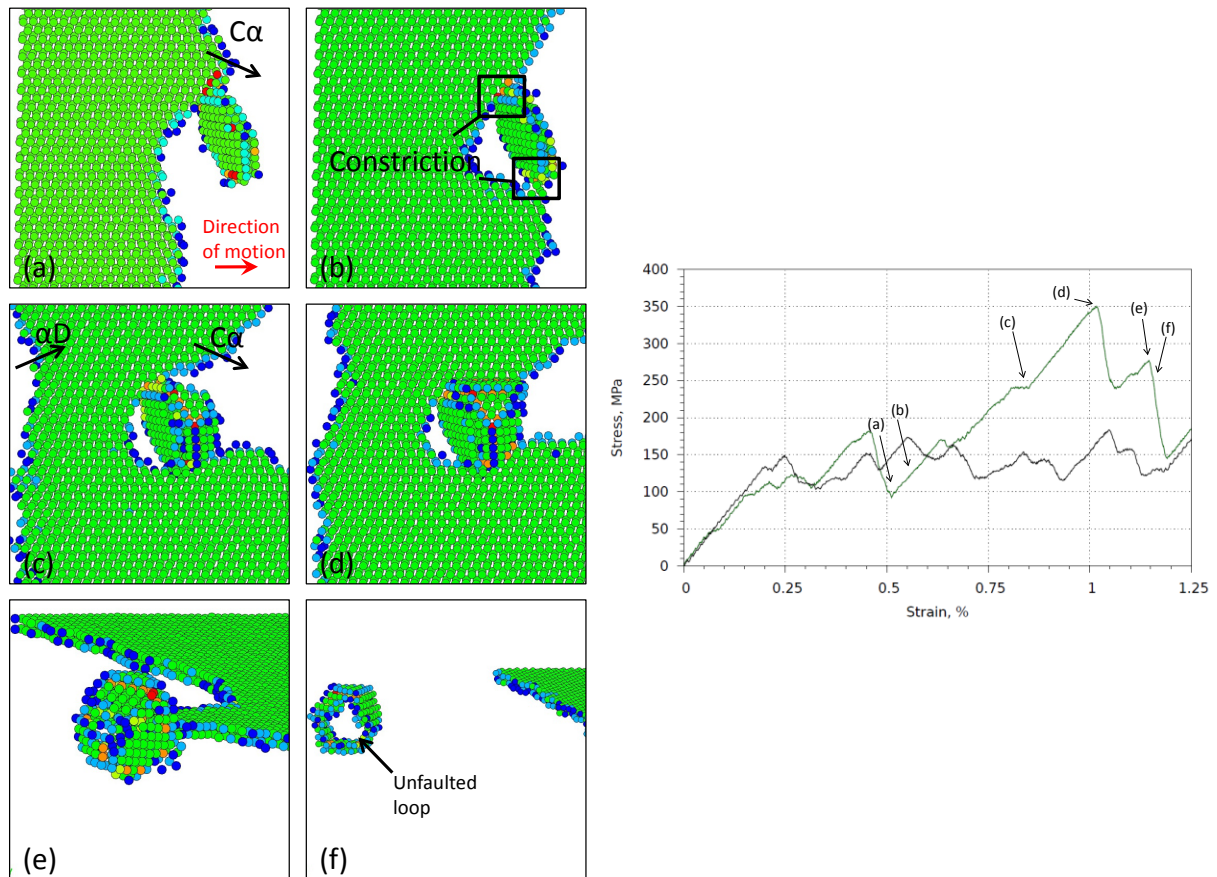 Cα
Direction
of motion
(a)
Constriction
(b)
αD
Cα
(c)
(d)
(e)
Unfaulted
loop
(f)
400
350
300
250
200
150
100
50
0
Stress, MPa
(a)
(b)
(c)
(d)
(e)
(f)
0
0.25
0.5
0.75
1
1.25
Strain, %